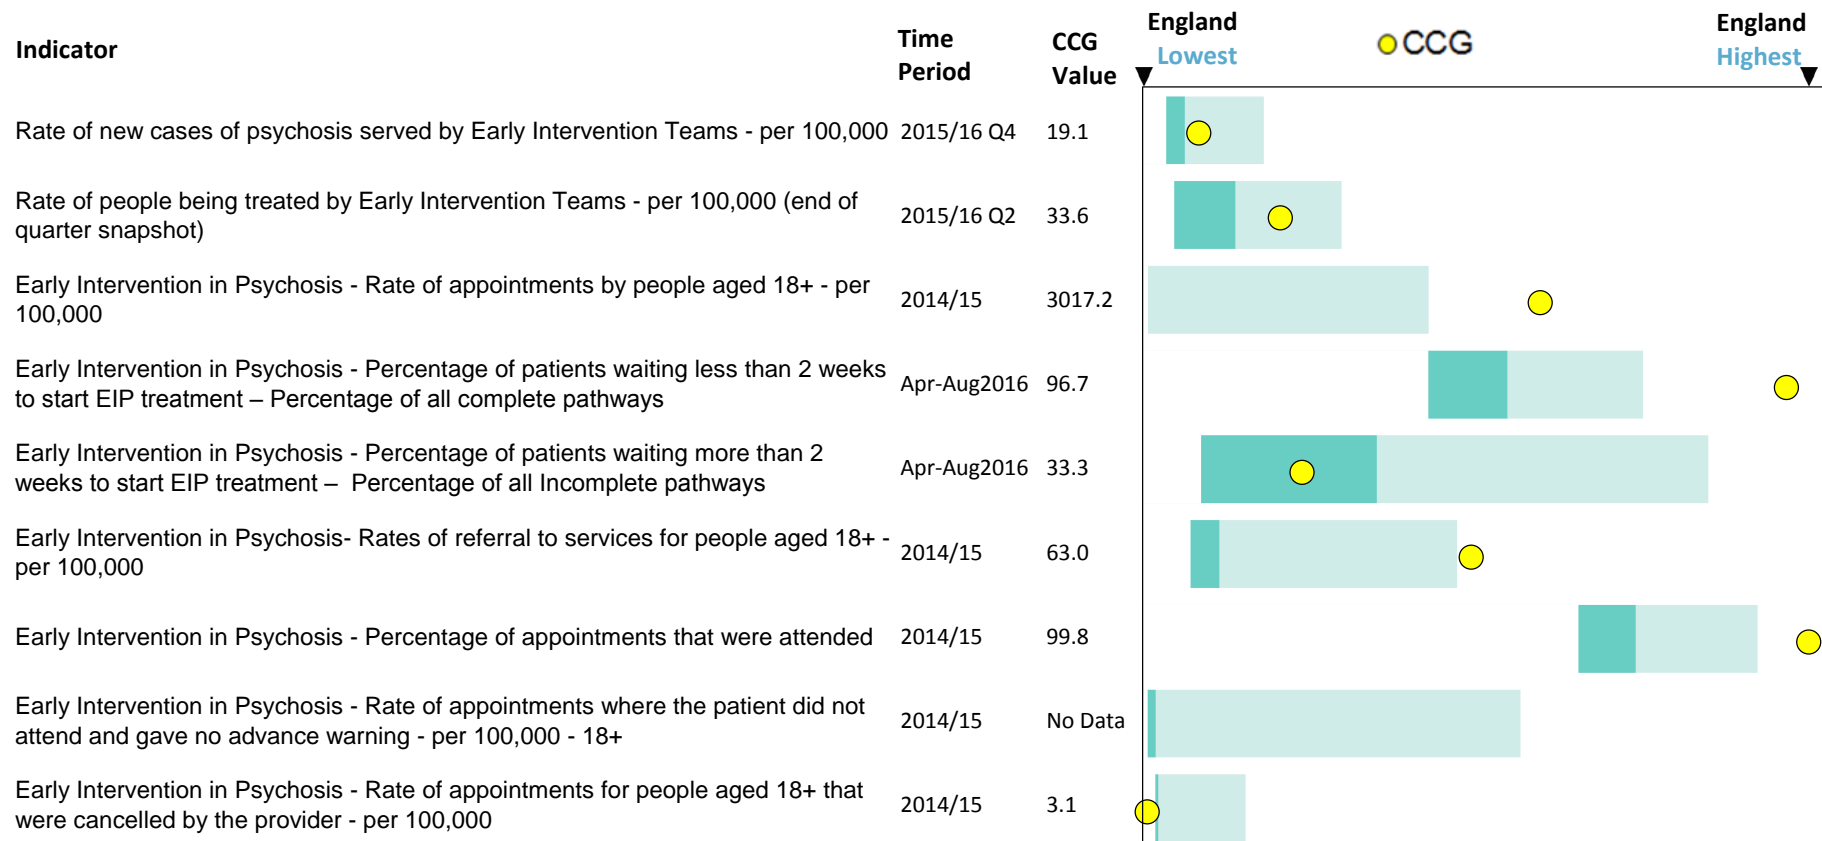 Indicator
Time
Period
CCG
Value
England
Lowest
CCG
England
Highest
Rate of new cases of psychosis served by Early Intervention Teams - per 100,000 2015/16 Q4 19.1
Rate of people being treated by Early Intervention Teams - per 100,000 (end of
quarter snapshot)
2015/16 Q2 33.6
Early Intervention in Psychosis - Rate of appointments by people aged 18+ - per
100,000
2014/15 3017.2
Early Intervention in Psychosis - Percentage of patients waiting less than 2 weeks
to start EIP treatment – Percentage of all complete pathways
Apr-Aug2016 96.7
Early Intervention in Psychosis - Percentage of patients waiting more than 2
weeks to start EIP treatment – Percentage of all Incomplete pathways
Apr-Aug2016 33.3
Early Intervention in Psychosis- Rates of referral to services for people aged 18+ -
per 100,000
2014/15 63.0
Early Intervention in Psychosis - Percentage of appointments that were attended 2014/15 99.8
Early Intervention in Psychosis - Rate of appointments where the patient did not
attend and gave no advance warning - per 100,000 - 18+
2014/15 No Data
Early Intervention in Psychosis - Rate of appointments for people aged 18+ that
were cancelled by the provider - per 100,000
2014/15 3.1